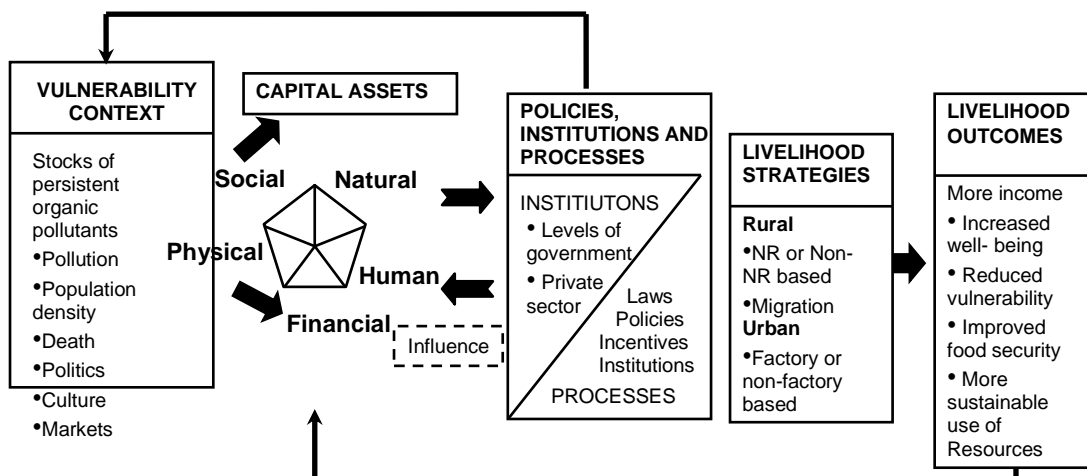 VULNERABILITY
CONTEXT
Stocks of
persistent
organic
pollutants
•Pollution
•Population
density
•Death
•Politics
•Culture
•Markets
CAPITAL ASSETS
Social
Natural
Physical
Human
Financial
Influence
POLICIES,
INSTITUTIONS AND
PROCESSES
INSTITIUTONS
• Levels of
government
• Private
sector
Laws
Policies
Incentives
Institutions
PROCESSES
LIVELIHOOD
STRATEGIES
Rural
•NR or Non-
NR based
•Migration
Urban
•Factory or
non-factory
based
LIVELIHOOD
OUTCOMES
More income
• Increased
well- being
• Reduced
vulnerability
• Improved
food security
• More
sustainable
use of
Resources